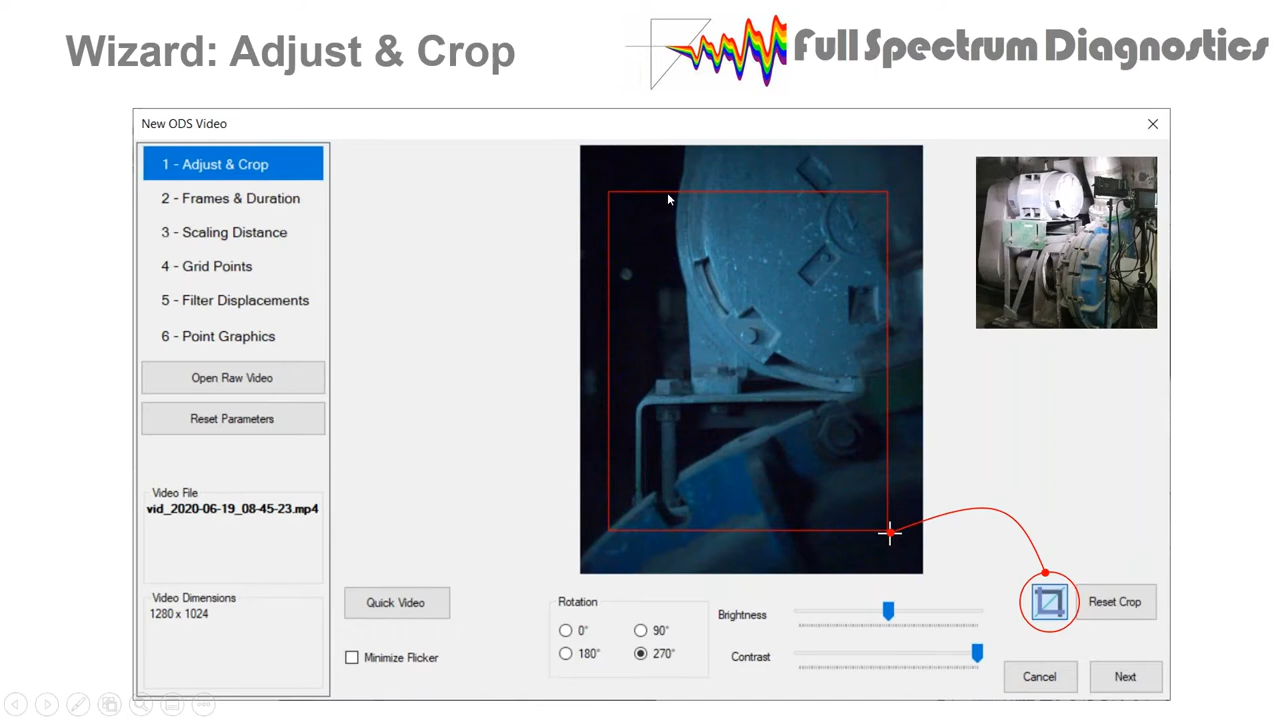 Wizard: Adjust & Crop
Full Spectrum Diagnostics
New ODS Video
1 - Adjust & Crop
2 - Frames & Duration
3 - Scaling Distance
4 - Grid Points
5 - Filter Displacements
6 - Point Graphics
Open Raw Video
Reset Parameters
Video File
vid_2020-06-19_08-45-23.mp4
Video Dimensions
1280 x 1024
Quick Video
Minimize Flicker
Rotation
0° 90°
180° 270°
Brightness
Contrast
Reset Crop
Cancel Next